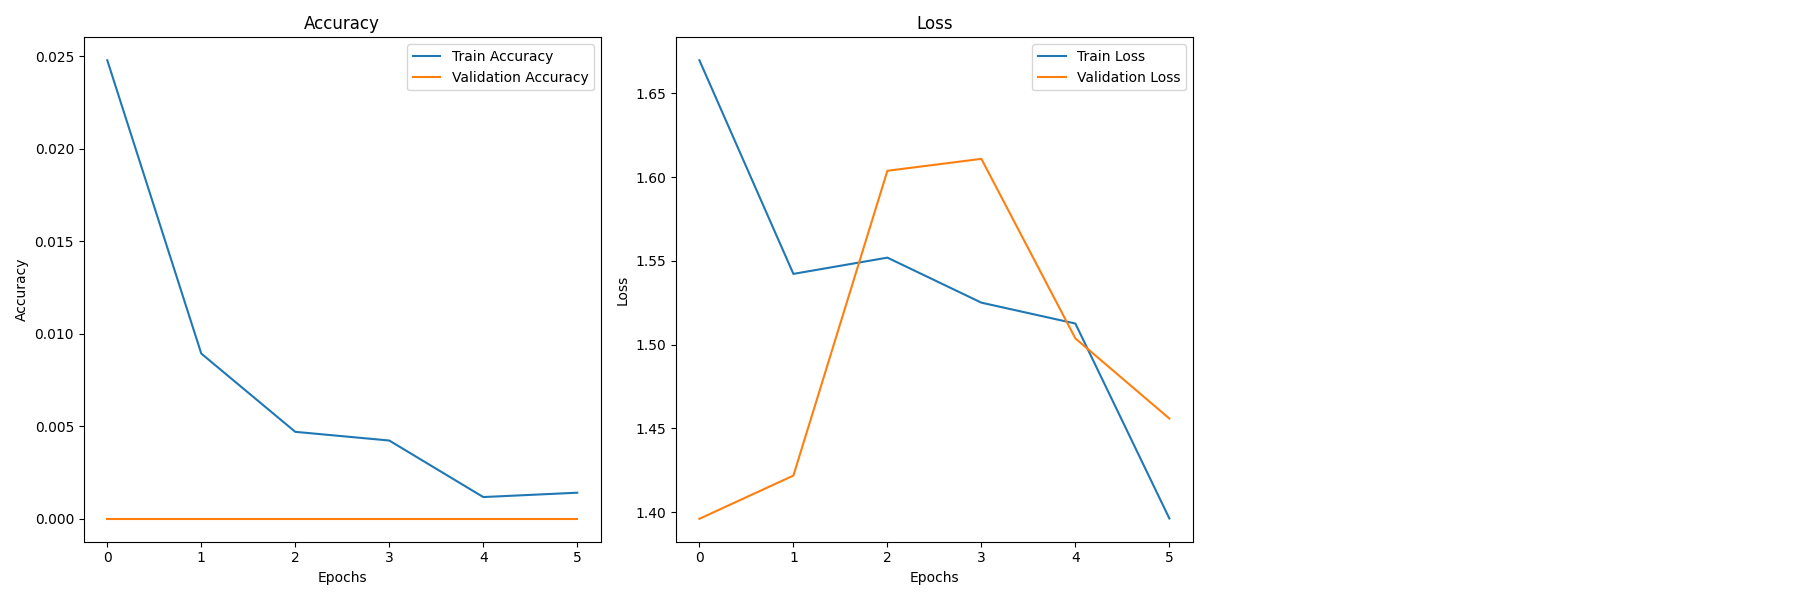 Accuracy
Train Accuracy
Validation Accuracy
0.025
0.020
0.015
0.010
0.005
0.000
Accuracy
0 1 2 3 4 5
Epochs
Loss
Train Loss
Validation Loss
1.65
1.60
1.55
1.50
1.45
1.40
Loss
0 1 2 3 4 5
Epochs